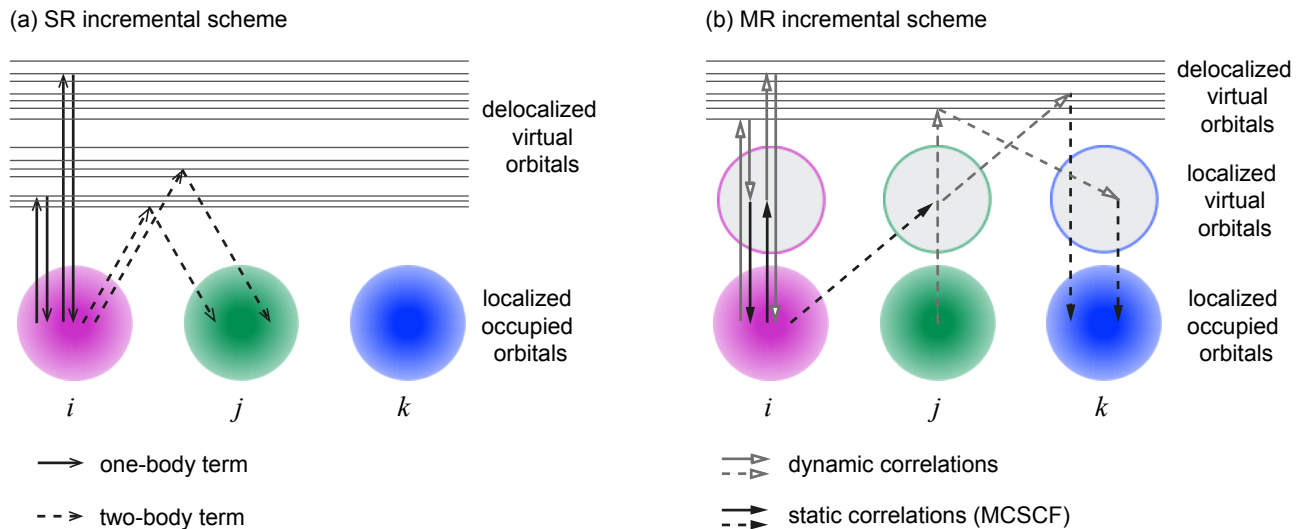 (a) SR incremental scheme
delocalized
virtual
orbitals
localized
occupied
orbitals
i
j
k
one-body term
two-body term
(b) MR incremental scheme
delocalized
virtual
orbitals
localized
virtual
orbitals
localized
occupied
orbitals
i
j
k
dynamic correlations
static correlations (MCSCF)